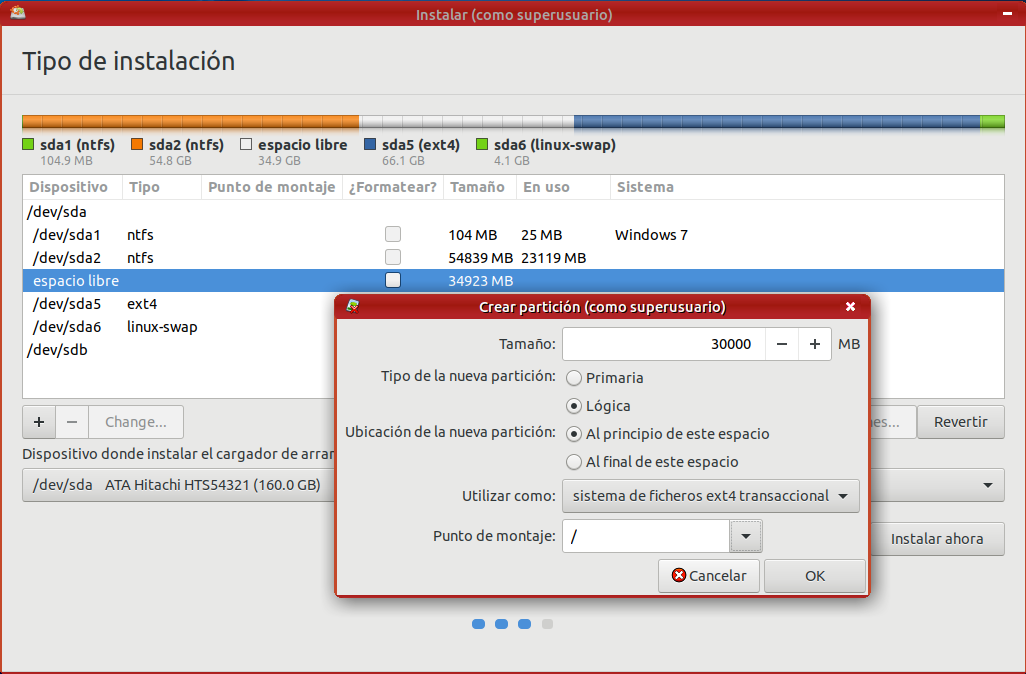 Instalar (como superusuario)
Tipo de instalación
sda1 (ntfs) sda2 (ntfs) espacio libre sda5 (ext4) sda6 (linux-swap)
104.9 MB 54.8 GB 34.9 GB 66.1 GB 4.1 GB
Dispositivo Tipo Punto de montaje ¿Formatear? Tamaño En uso Sistema
/dev/sda
/dev/sda1 ntfs 104 MB 25 MB Windows 7
/dev/sda2 ntfs 54839 MB 23119 MB
espacio libre 34923 MB
/dev/sda5 ext4
/dev/sda6 linux-swap
/dev/sdb
+ − Change... es... Revertir
Dispositivo donde instalar el cargador de arran
/dev/sda ATA Hitachi HTS54321 (160.0 GB)
Instalar ahora
Crear partición (como superusuario)
Tamaño: 30000 − + MB
Tipo de la nueva partición: Primaria
Lógica
Ubicación de la nueva partición: Al principio de este espacio
Al final de este espacio
Utilizar como: sistema de ficheros ext4 transaccional
Punto de montaje: /
Cancelar OK